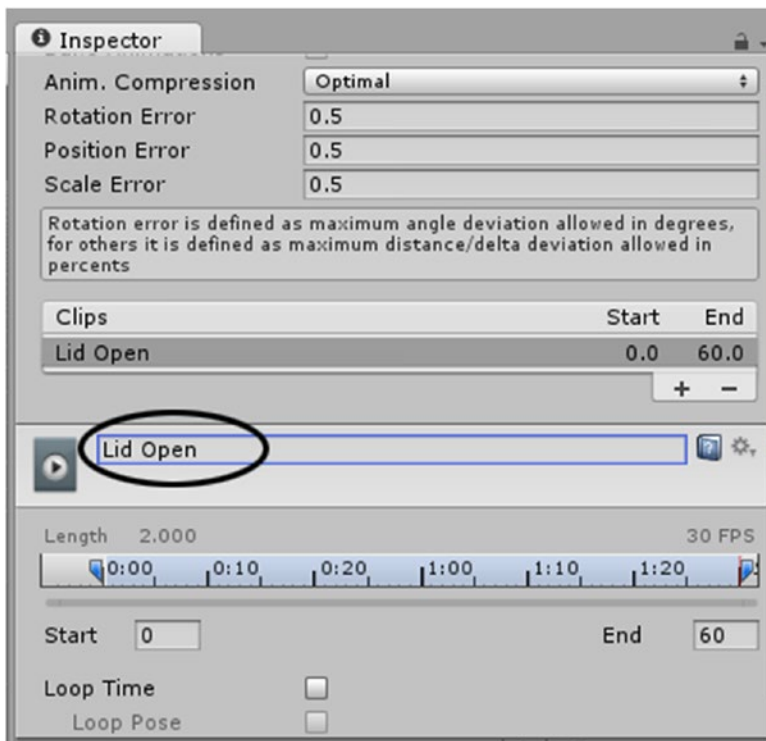 Inspector
Anim. Compression Optimal
Rotation Error 0.5
Position Error 0.5
Scale Error 0.5
Rotation error is defined as maximum angle deviation allowed in degrees,
for others it is defined as maximum distance/delta deviation allowed in
percents
Clips Start End
Lid Open 0.0 60.0
+ −
Lid Open
Length 2.000 30 FPS
0:00 0:10 0:20 1:00 1:10 1:20
Start 0 End 60
Loop Time
Loop Pose